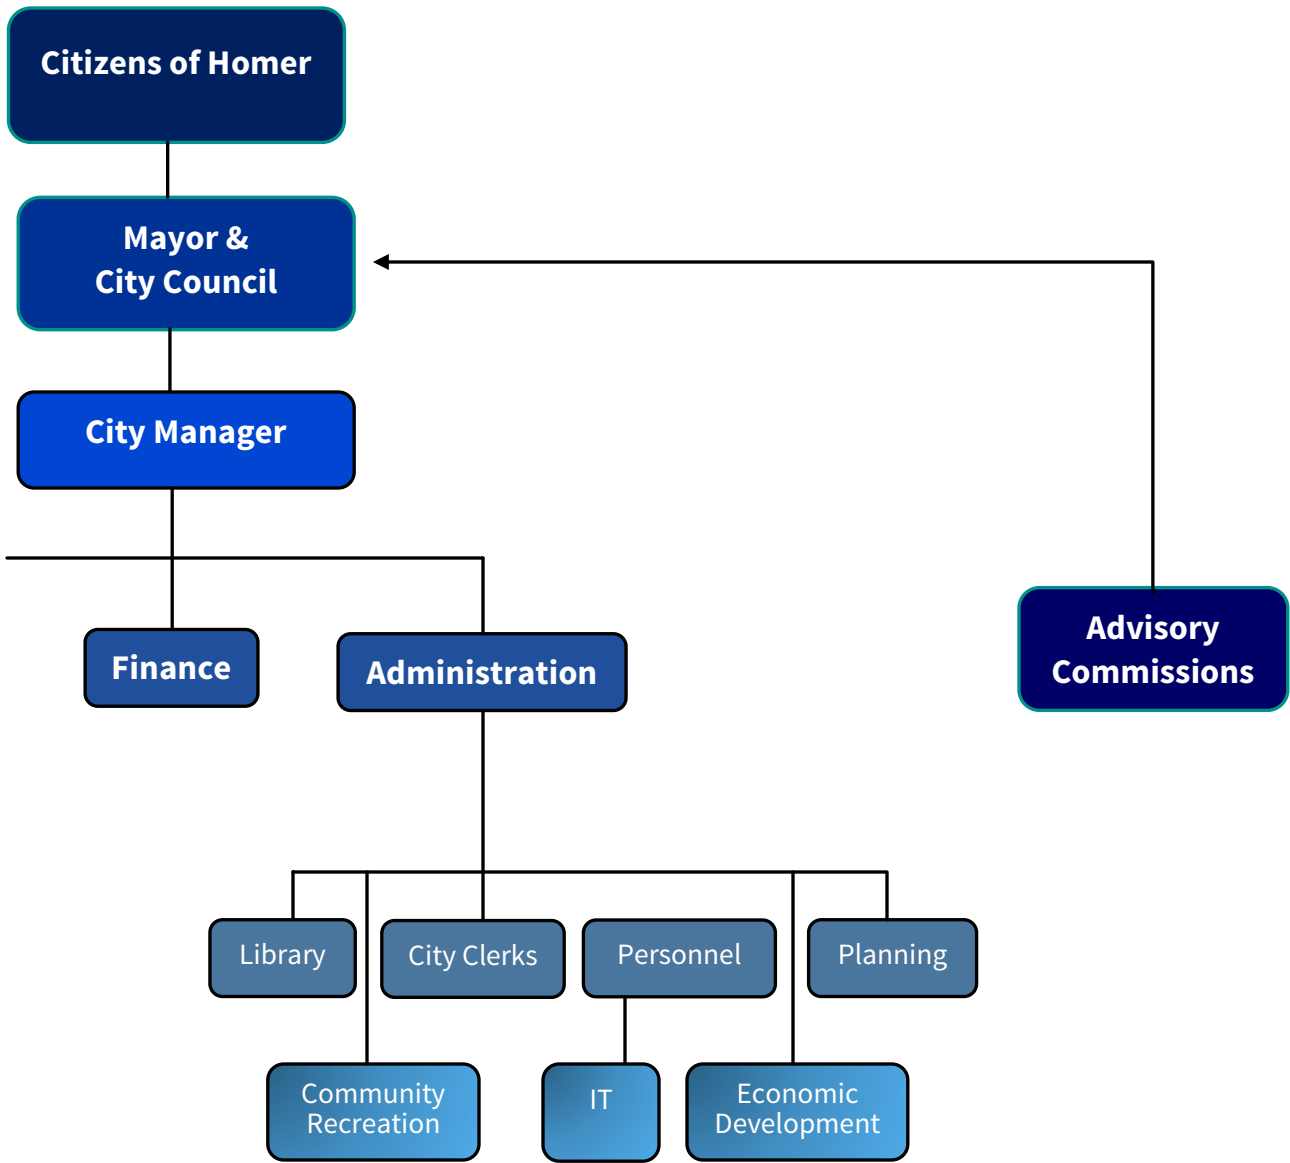 Citizens of Homer
Mayor &
City Council
City Manager
Finance
Administration
Advisory
Commissions
Library
City Clerks
Personnel
Planning
Community
Recreation
IT
Economic
Development